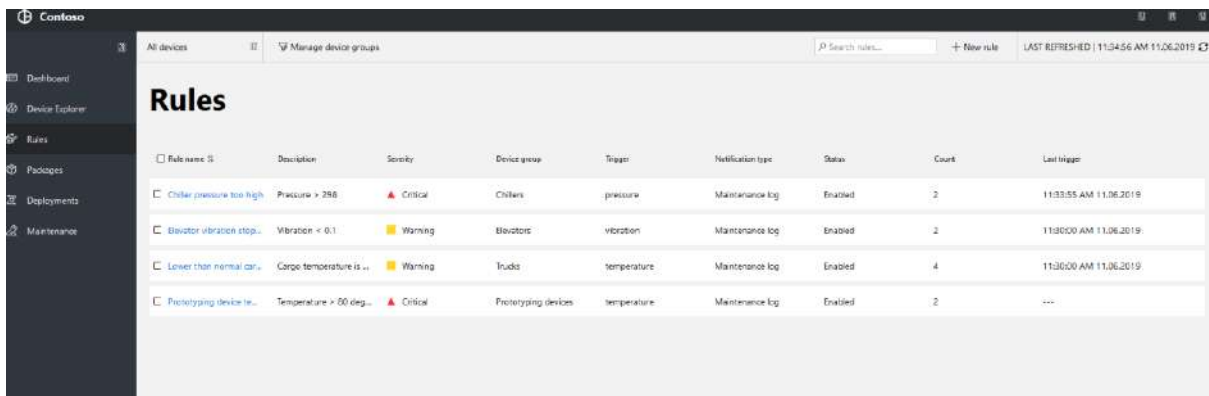 Contoso
All devices Manage device groups Search rules... + New rule LAST REFRESHED | 11:34:56 AM 11.06.2019
Dashboard
Device Explorer
Rules
Packages
Deployments
Maintenance
Rules
Rule name Description Severity Device group Trigger Notification type Status Count Last trigger
Chiller pressure too high Pressure > 298 Critical Chillers pressure Maintenance log Enabled 2 11:33:55 AM 11.06.2019
Elevator vibration stop... Vibration < 0.1 Warning Elevators vibration Maintenance log Enabled 2 11:30:00 AM 11.06.2019
Lower than normal car... Cargo temperature is ... Warning Trucks temperature Maintenance log Enabled 4 11:30:00 AM 11.06.2019
Prototyping device te... Temperature > 80 deg... Critical Prototyping devices temperature Maintenance log Enabled 2 ---